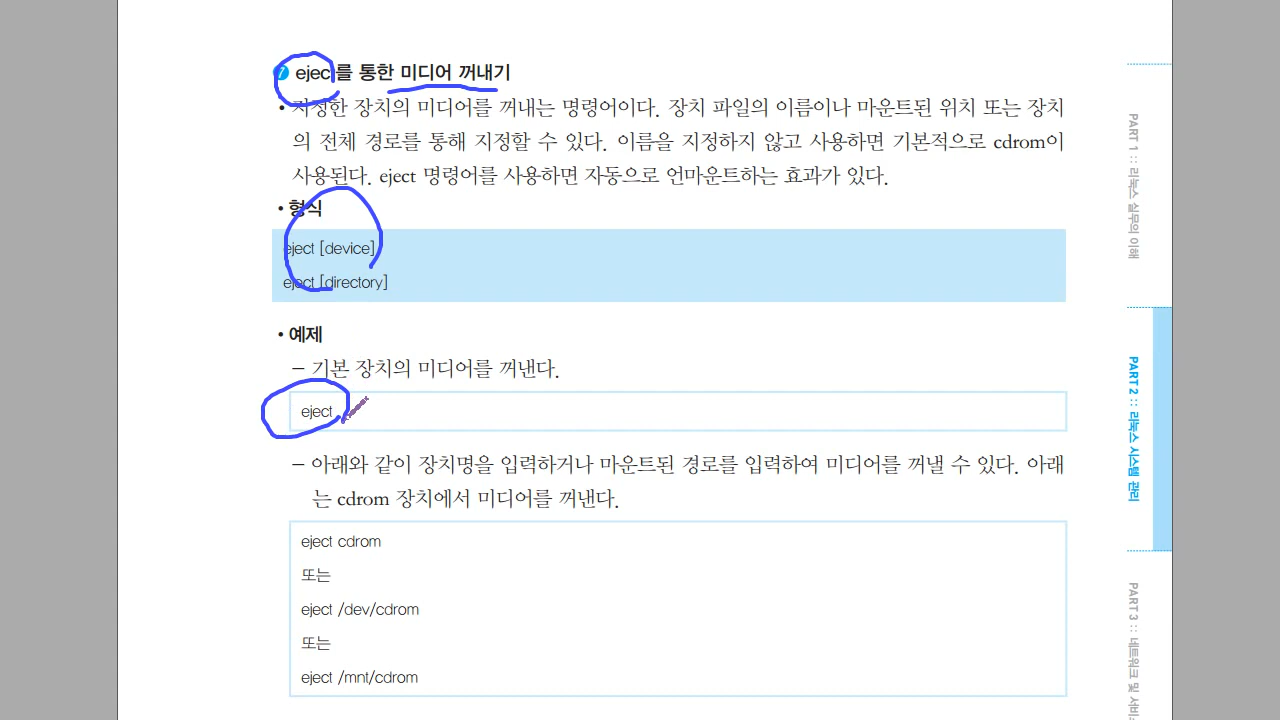 7 eject를 통한 미디어 꺼내기
• 지정한 장치의 미디어를 꺼내는 명령어이다. 장치 파일의 이름이나 마운트된 위치 또는 장치
의 전체 경로를 통해 지정할 수 있다. 이름을 지정하지 않고 사용하면 기본적으로 cdrom이
사용된다. eject 명령어를 사용하면 자동으로 언마운트하는 효과가 있다.
• 형식
eject [device]
eject [directory]
• 예제
– 기본 장치의 미디어를 꺼낸다.
eject
– 아래와 같이 장치명을 입력하거나 마운트된 경로를 입력하여 미디어를 꺼낼 수 있다. 아래
는 cdrom 장치에서 미디어를 꺼낸다.
eject cdrom
또는
eject /dev/cdrom
또는
eject /mnt/cdrom
PART 1 :: 리눅스 실무의 이해
PART 2 :: 리눅스 시스템 관리
PART 3 :: 네트워크 및 서비